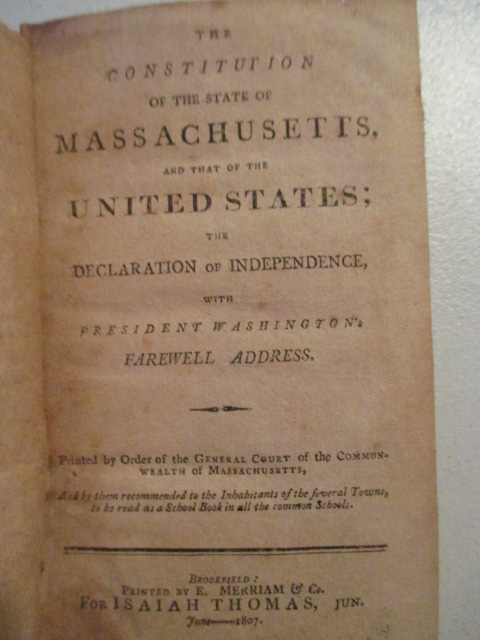 THE
CONSTITUTION
OF THE STATE OF
MASSACHUSETTS,
AND THAT OF THE
UNITED STATES;
THE
DECLARATION OF INDEPENDENCE,
WITH
PRESIDENT WASHINGTON's
FAREWELL ADDRESS.
Printed by Order of the GENERAL COURT of the COMMON-
WEALTH of MASSACHUSETTS,
And by them recommended to the Inhabitants of the ſeveral Towns,
to be read as a School Book in all the common Schools.
BROOKFIELD:
PRINTED BY E. MERRIAM & Co.
FOR ISAIAH THOMAS, JUN.
June——1807.